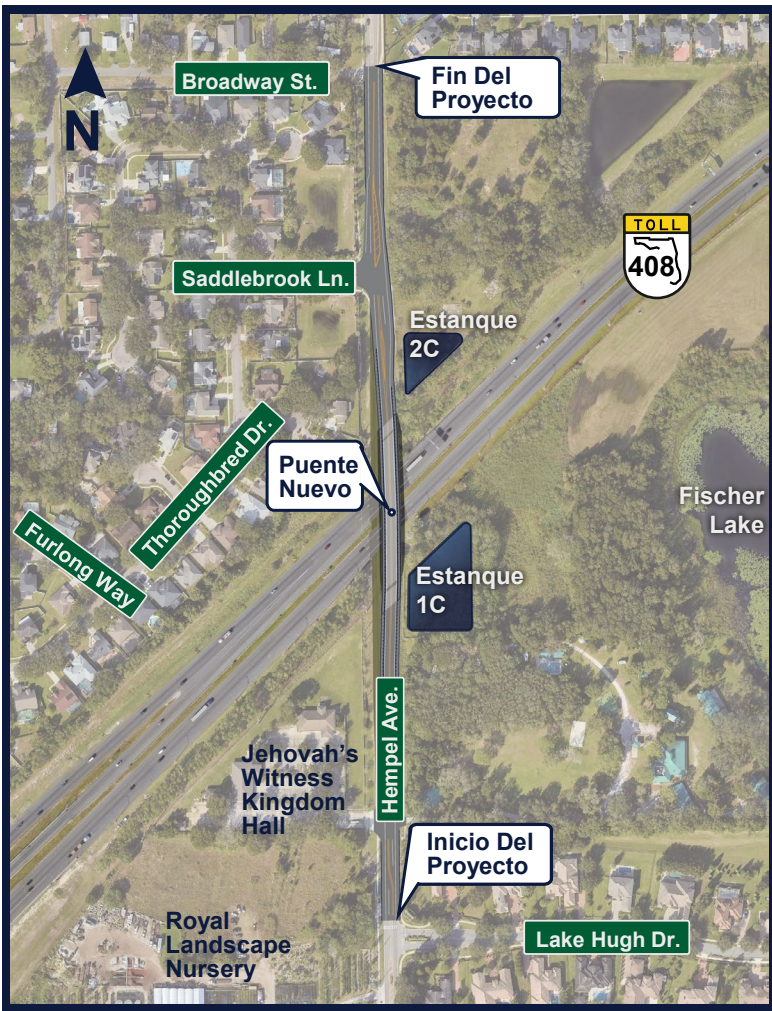 N
Broadway St.
Fin Del
Proyecto
TOLL
408
Saddlebrook Ln.
Estanque
2C
Thoroughbred Dr.
Puente
Nuevo
Fischer
Lake
Furlong Way
Estanque
1C
Hempel Ave.
Jehovah's
Witness
Kingdom
Hall
Inicio Del
Proyecto
Royal
Landscape
Nursery
Lake Hugh Dr.